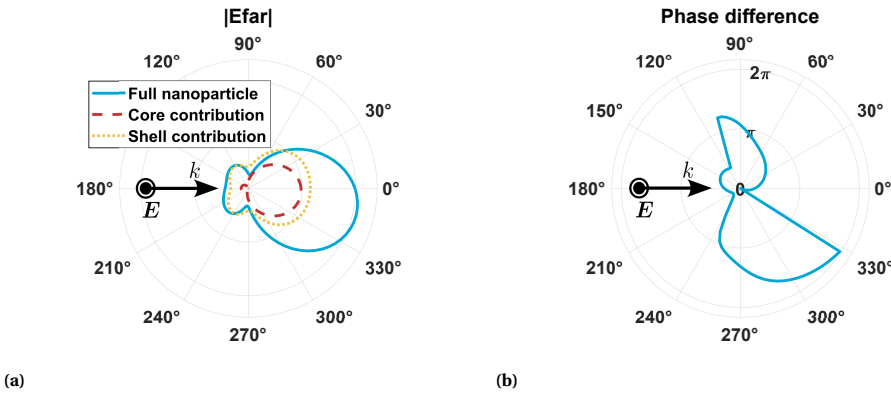 |Efar|
90°
120°
60°
Full nanoparticle
Core contribution
Shell contribution
30°
k
180°
0°
E
210°
330°
240°
300°
270°
(a)
Phase difference
90°
120°
60°
2π
150°
30°
π
k
180°
0
0°
E
210°
330°
240°
300°
270°
(b)